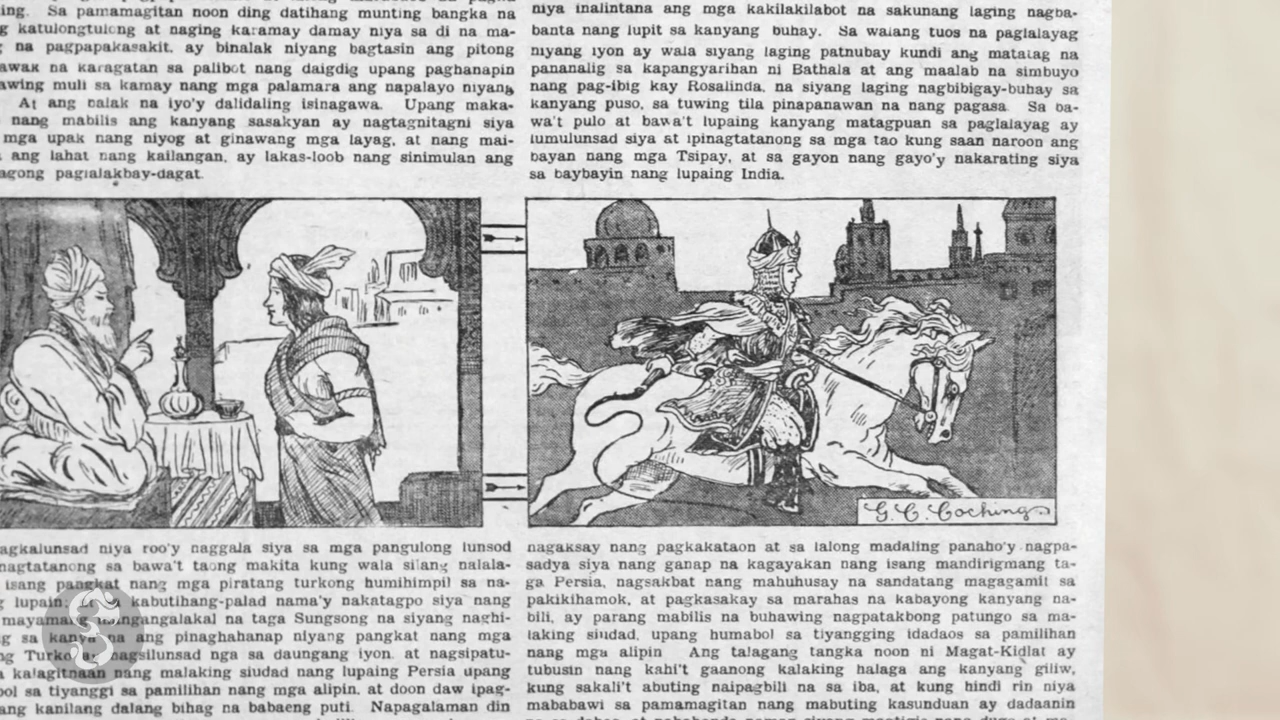 ing. Sa pamamagitan noon ding datihang munting bangka na
katulongtulong at naging karamay damay niya sa di na ma-
na pagpapakasakit, ay binalak niyang bagtasin ang pitong
na karagatan sa palibot nang daigdig upang paghanapin
awing muli sa kamay nang mga palamara ang napalayo niyang
At ang balak na iyo'y dalidaling isinagawa. Upang maka-
nang mabilis ang kanyang sasakyan ay nagtagnitagni siya
mga upak nang niyog at ginawang mga layag, at nang mai-
ang lahat nang kailangan, ay lakas-loob nang sinimulan ang
agong paglalakbay-dagat.
niya inalintana ang mga kakilakilabot na sakunang laging nagba-
banta nang lupit sa kanyang buhay. Sa walang tuos na paglalayag
niyang iyon ay wala siyang laging patnubay kundi ang matatag na
pananalig sa kapangyarihan ni Bathala at ang maalab na simbuyo
nang pag-ibig kay Rosalinda, na siyang laging nagbibigay-buhay sa
kanyang puso, sa tuwing tila pinapanawan na nang pagasa. Sa ba-
wa't pulo at bawa't lupaing kanyang matagpuan sa paglalayag ay
lumulunsad siya at ipinagtatanong sa mga tao kung saan naroon ang
bayan nang mga Tsipay, at sa gayon nang gayo'y nakarating siya
sa baybayin nang lupaing India.
G. C. Coching
agkalunsad niya roo'y naggala siya sa mga pangulong lunsod
nagtatanong sa bawa't taong makita kung wala silang nalala-
isang pangkat nang mga piratang turkong humihimpil sa na-
lupain; at sa kabutihang-palad nama'y nakatagpo siya nang
mayamang mangangalakal na taga Sungsong na siyang naghi-
sa kanya na ang pinaghahanap niyang pangkat nang mga
ng Turko ay nagsilunsad nga sa daungang iyon, at nagsipatu-
kalagitnaan nang malaking siudad nang lupaing Persia upang
sa tiyanggi sa pamilihan nang mga alipin, at doon daw ipag-
ang kanilang dalang bihag na babaeng puti. Napagalaman din
nagaksay nang pagkakataon at sa lalong madaling panaho'y nagpa-
sadya siya nang ganap na kagayakan nang isang mandirigmang ta-
ga Persia, nagsakbat nang mahuhusay na sandatang magagamit sa
pakikihamok, at pagkasakay sa marahas na kabayong kanyang na-
bili, ay parang mabilis na buhawing nagpatakbong patungo sa ma-
laking siudad, upang humabol sa tiyangging idadaos sa pamilihan
nang mga alipin Ang talagang tangka noon ni Magat-Kidlat ay
tubusin nang kahi't gaanong kalaking halaga ang kanyang giliw,
kung sakali't abuting naipagbili na sa iba, at kung hindi rin niya
mababawi sa pamamagitan nang mabuting kasunduan ay dadaanin